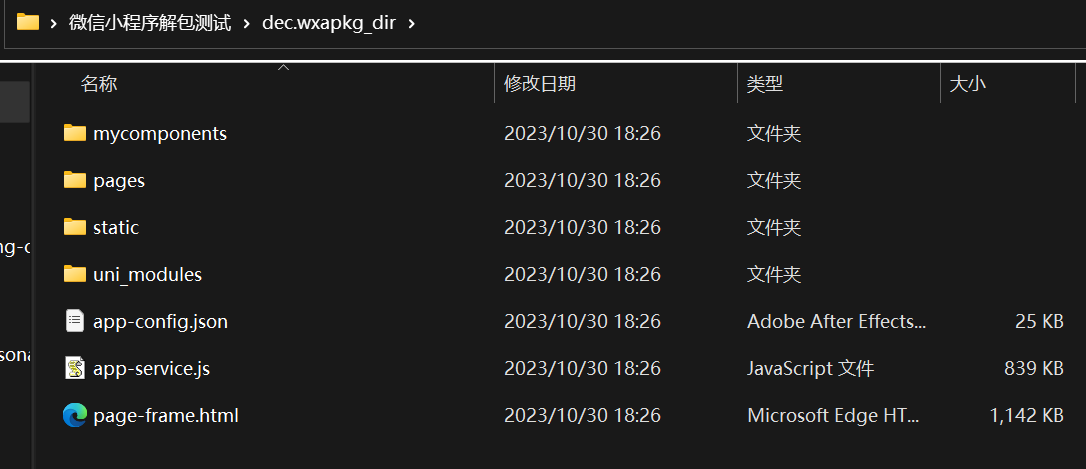 微信小程序解包测试 > dec.wxapkg_dir >
名称 修改日期 类型 大小
mycomponents 2023/10/30 18:26 文件夹
pages 2023/10/30 18:26 文件夹
static 2023/10/30 18:26 文件夹
ng-c
uni_modules 2023/10/30 18:26 文件夹
app-config.json 2023/10/30 18:26 Adobe After Effects... 25 KB
sona
app-service.js 2023/10/30 18:26 JavaScript 文件 839 KB
page-frame.html 2023/10/30 18:26 Microsoft Edge HT... 1,142 KB